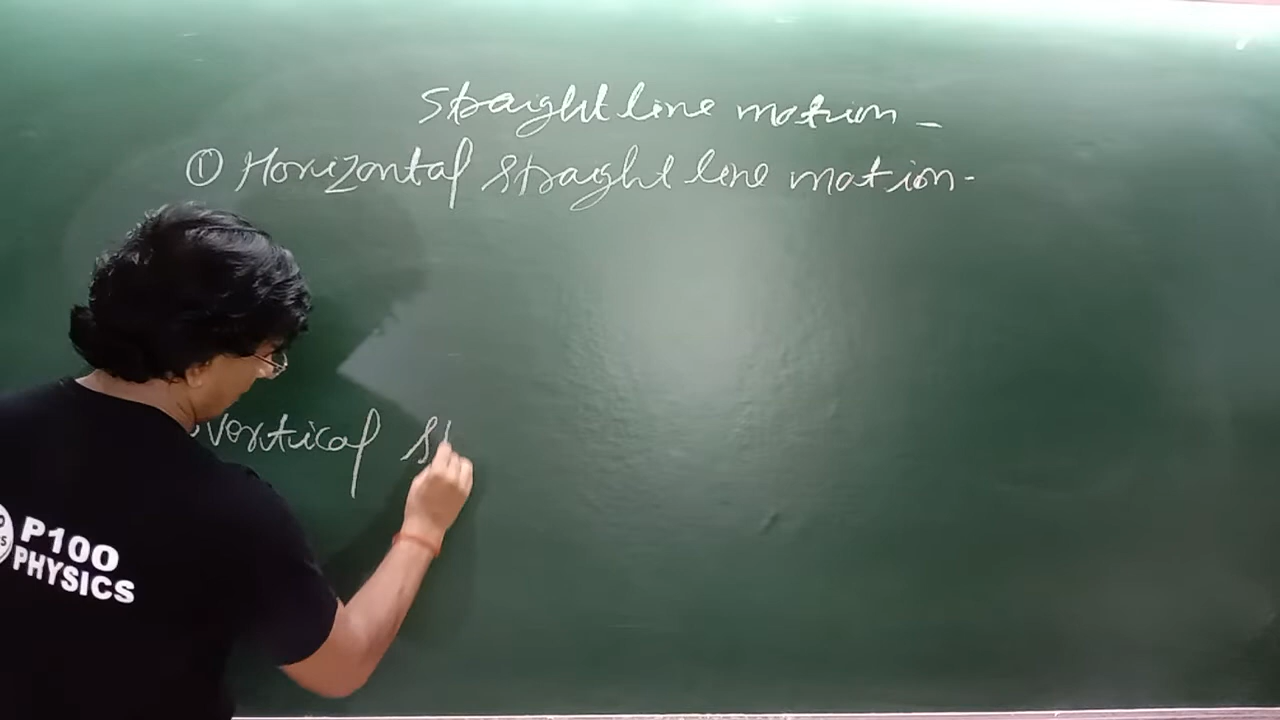 Straight line motion -
① Horizontal straight line motion -
Vertical st
P100
PHYSICS